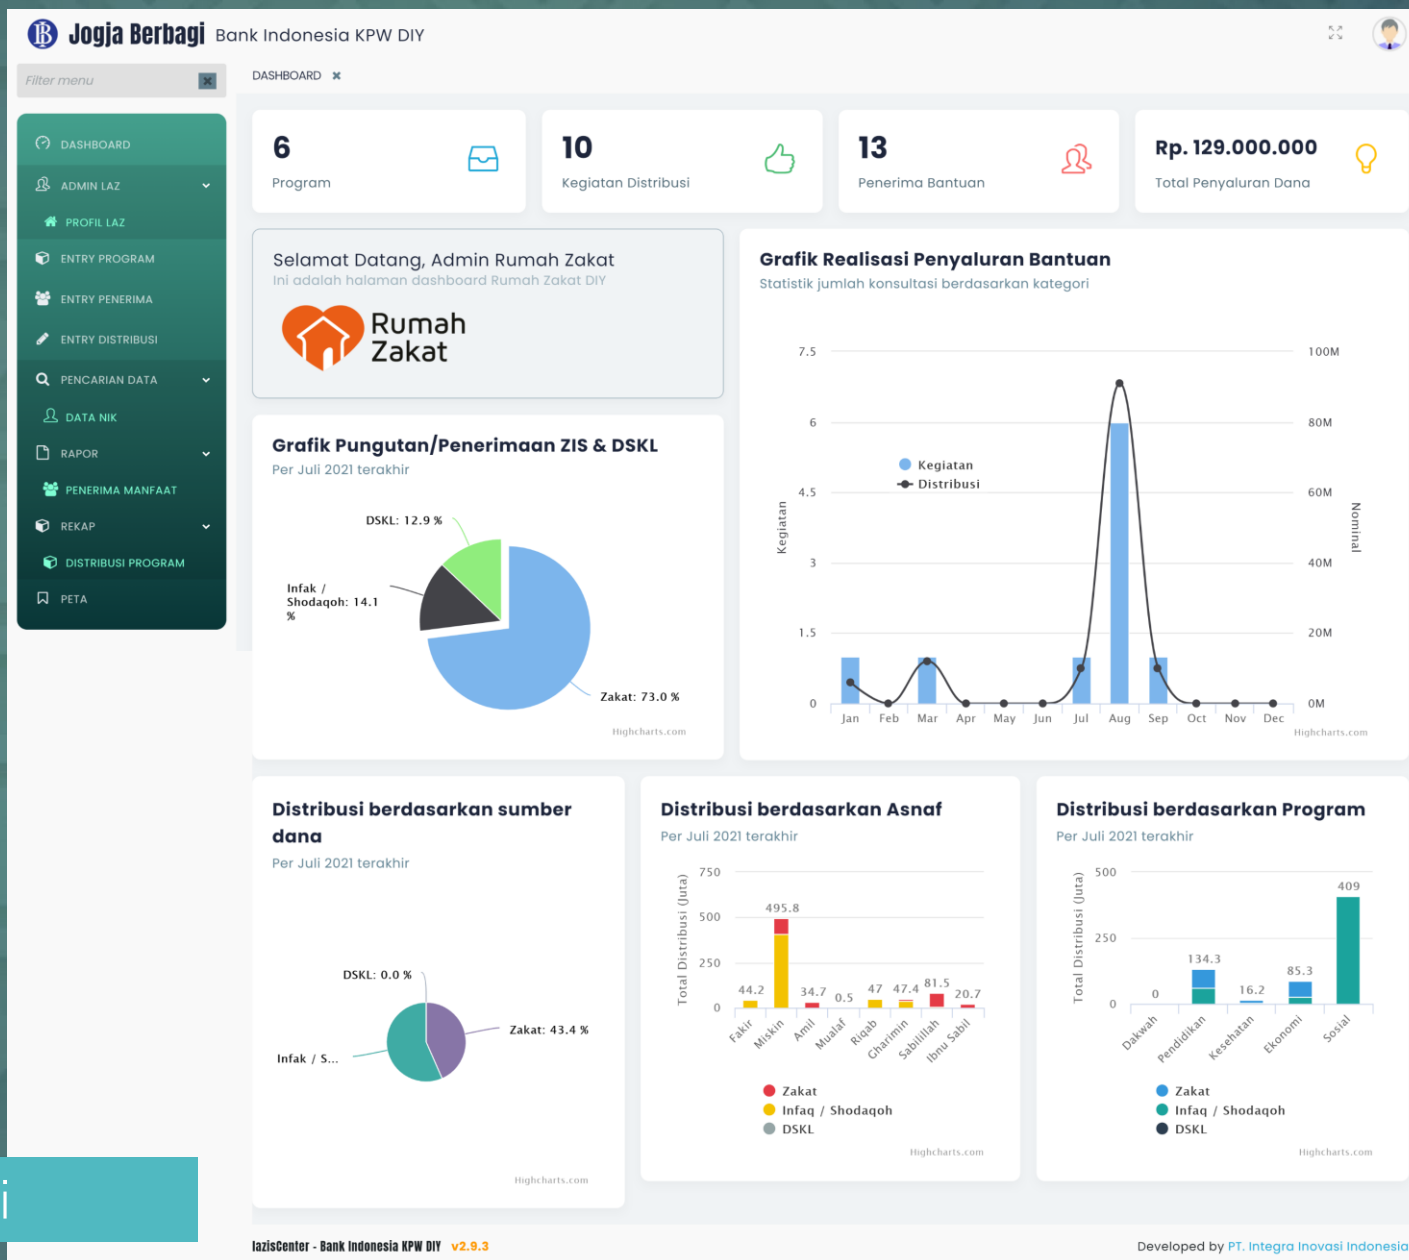 Jogja Berbagi Bank Indonesia KPW DIY
Filter menu
DASHBOARD
DASHBOARD
ADMIN LAZ
PROFIL LAZ
ENTRY PROGRAM
ENTRY PENERIMA
ENTRY DISTRIBUSI
PENCARIAN DATA
DATA NIK
RAPOR
PENERIMA MANFAAT
REKAP
DISTRIBUSI PROGRAM
PETA
6
Program
10
Kegiatan Distribusi
13
Penerima Bantuan
Rp. 129.000.000
Total Penyaluran Dana
Selamat Datang, Admin Rumah Zakat
Ini adalah halaman dashboard Rumah Zakat DIY
Rumah
Zakat
Grafik Pungutan/Penerimaan ZIS & DSKL
Per Juli 2021 terakhir
DSKL: 12.9 %
Infak /
Shodaqoh: 14.1
%
Zakat: 73.0 %
Highcharts.com
Grafik Realisasi Penyaluran Bantuan
Statistik jumlah konsultasi berdasarkan kategori
7.5
6
4.5
3
1.5
0
Kegiatan
100M
80M
60M
40M
20M
0M
Nominal
Kegiatan
Distribusi
Jan Feb Mar Apr May Jun Jul Aug Sep Oct Nov Dec
Highcharts.com
Distribusi berdasarkan sumber
dana
Per Juli 2021 terakhir
DSKL: 0.0 %
Zakat: 43.4 %
Infak / S...
Highcharts.com
Distribusi berdasarkan Asnaf
Per Juli 2021 terakhir
Total Distribusi (Juta)
750
500
250
0
44.2 495.8 34.7 0.5 47 47.4 81.5 20.7
Fakir Miskin Amil Mualaf Riqab Gharimin Sabilillah Ibnu Sabil
Zakat
Infaq / Shodaqoh
DSKL
Highcharts.com
Distribusi berdasarkan Program
Per Juli 2021 terakhir
Total Distribusi (Juta)
500
250
0
0 134.3 16.2 85.3 409
Dakwah Pendidikan Kesehatan Ekonomi Sosial
Zakat
Infaq / Shodaqoh
DSKL
Highcharts.com
i
lazisCenter - Bank Indonesia KPW DIY v2.9.3
Developed by PT. Integra Inovasi Indonesia